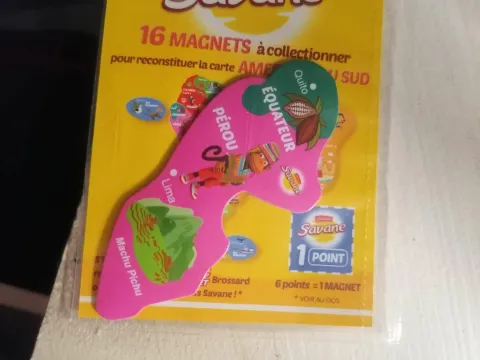 Savane
16 MAGNETS à collectionner
pour reconstituer la carte AMÉ U SUD
Quito
ÉQUATEUR
PÉROU
Lima
Machu Pichu
Savane
Savane
1 POINT
Brossard
s Savane ! *
6 points = 1 MAGNET
* VOIR AU DOS